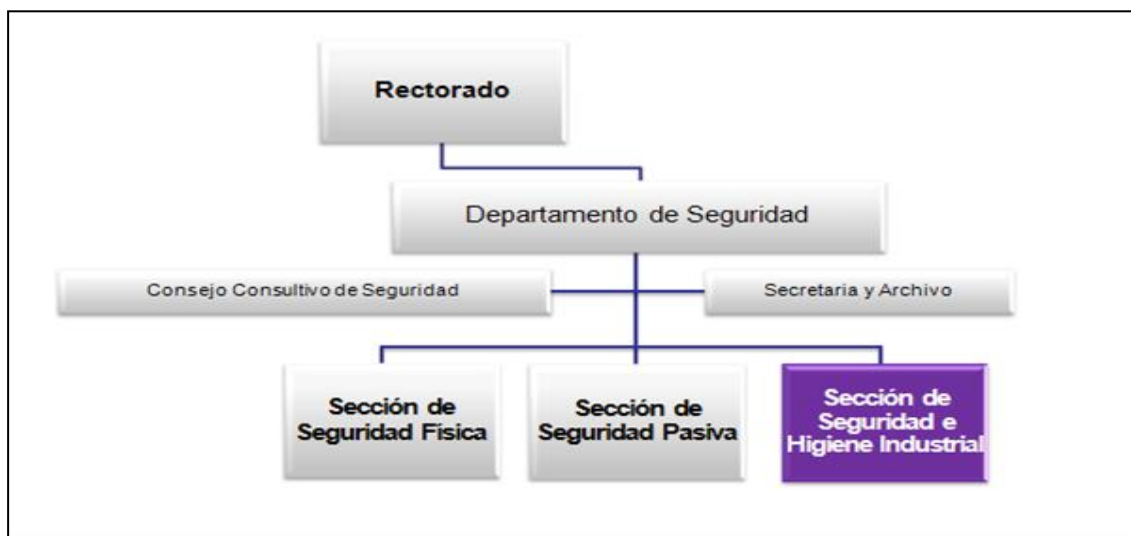 Rectorado
Departamento de Seguridad
Consejo Consultivo de Seguridad
Secretaria y Archivo
Sección de
Seguridad Física
Sección de
Seguridad Pasiva
Sección de
Seguridad e
Higiene Industrial